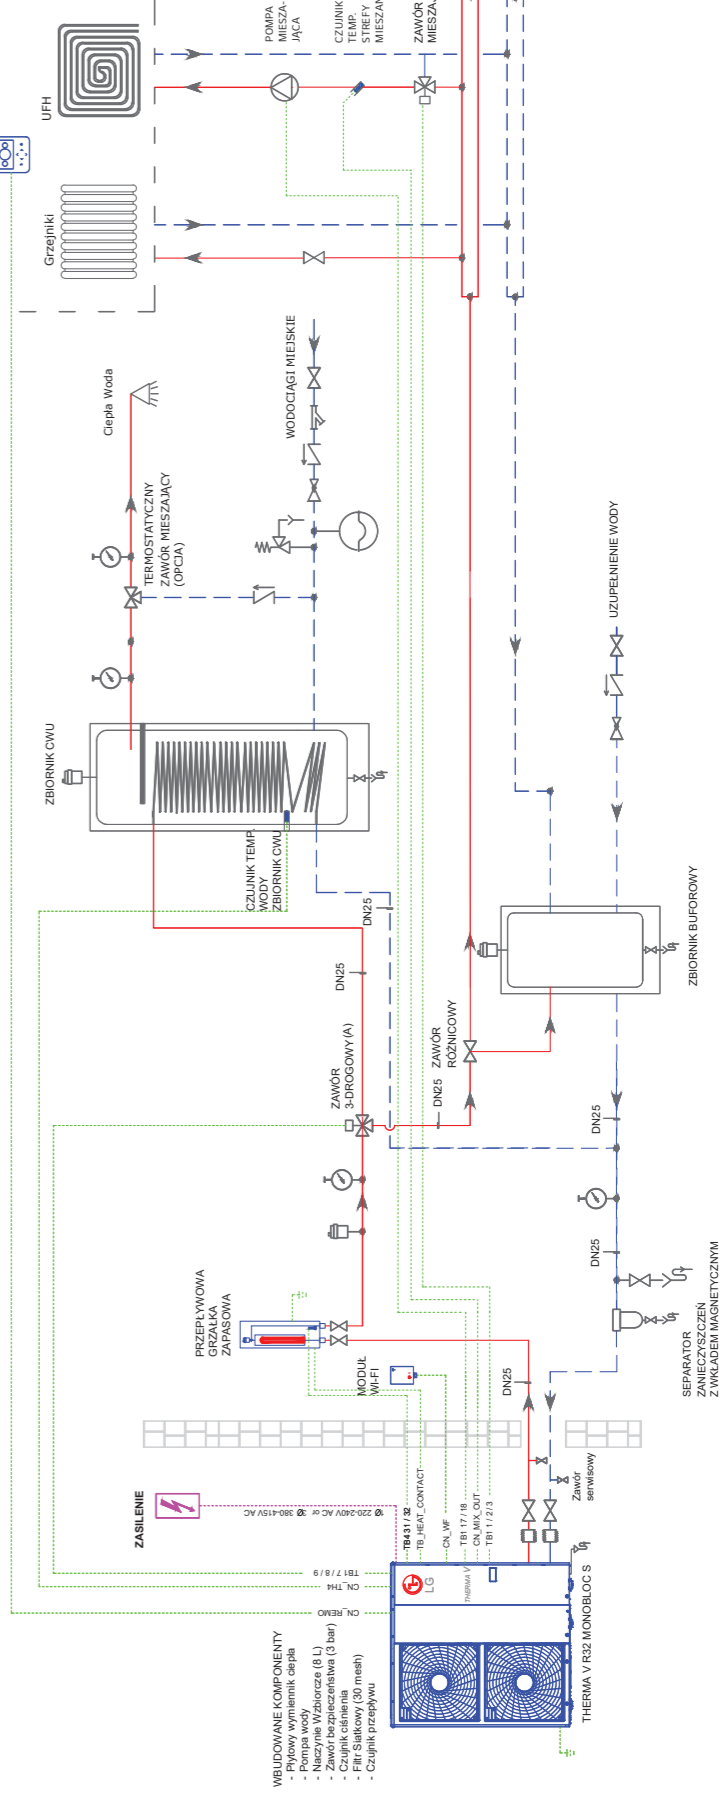 WBUDOWANE KOMPONENTY
- Płytowy wymiennik ciepła
- Pompa wody
- Naczynie Wzbiorcze (8 L)
- Zawór bezpieczeństwa (3 bar)
- Czujnik ciśnienia
- Filtr Siatkowy (30 mesh)
- Czujnik przepływu
ZASILENIE
1Ø 220-240V AC or 3Ø 380-415V AC
CN_REMO
CN_TH4
TB1 7 / 8 / 9
LG
THERMA V
THERMA V R32 MONOBLOC S
TB4 31 / 32
TB_HEAT_CONTACT
CN_WF
TB1 17 / 18
CN_MIX_OUT
TB1 1 / 2 / 3
PRZEPŁYWOWA
GRZAŁKA
ZAPASOWA
MODUŁ
WI-FI
DN25
Zawór
serwisowy
SEPARATOR
ZANIECZYSZCZEŃ
Z WKŁADEM MAGNETYCZNYM
DN25
DN25
ZAWÓR
3-DROGOWY (A)
DN25
ZAWÓR
RÓŻNICOWY
DN25
DN25
CZUJNIK TEMP.
WODY
ZBIORNIK CWU
ZBIORNIK CWU
ZBIORNIK BUFOROWY
TERMOSTATYCZNY
ZAWÓR MIESZAJĄCY
(OPCJA)
Ciepła Woda
WODOCIĄGI MIEJSKIE
UZUPEŁNIENIE WODY
Grzejniki
UFH
POMPA
MIESZA-
JĄCA
CZUJNIK
TEMP.
STREFY
MIESZAN
ZAWÓR
MIESZAJ